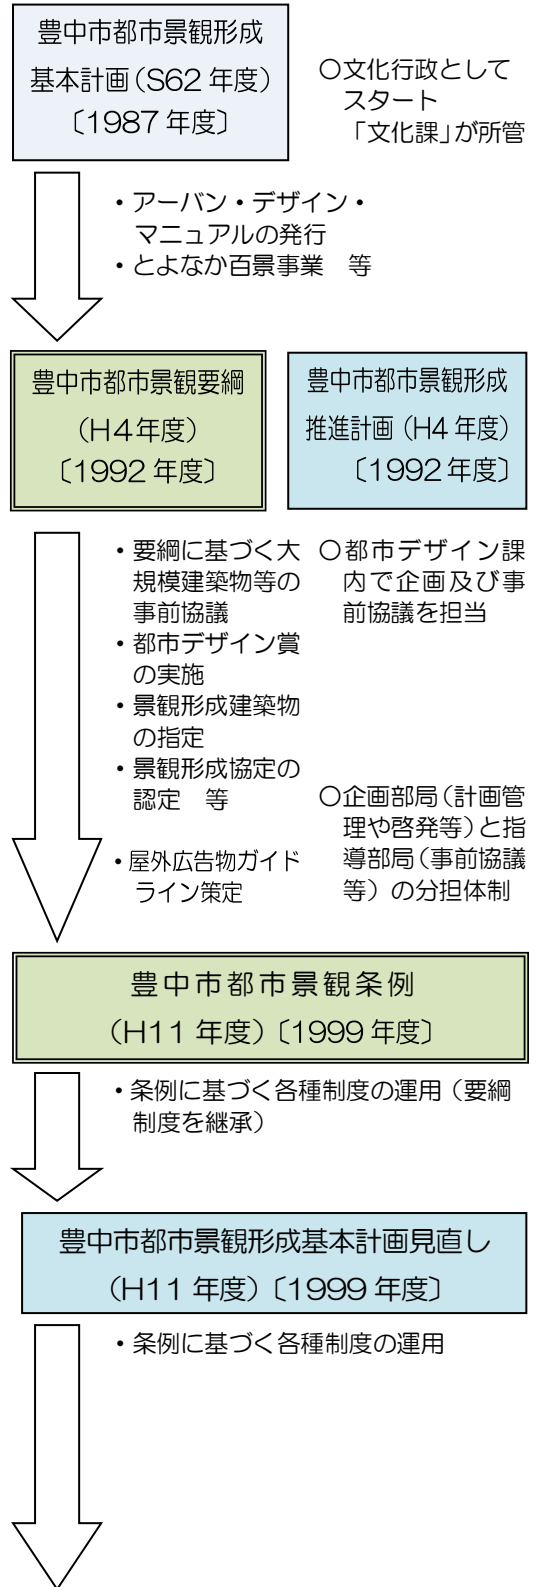 豊中市都市景観形成
基本計画（S62 年度）
〔1987 年度〕
○文化行政として
スタート
「文化課」が所管
・アーバン・デザイン・
マニュアルの発行
・とよなか百景事業　等
豊中市都市景観要綱
（H４年度）
〔1992 年度〕
豊中市都市景観形成
推進計画（H4 年度）
〔1992 年度〕
・要綱に基づく大
規模建築物等の
事前協議
・都市デザイン賞
の実施
・景観形成建築物
の指定
・景観形成協定の
認定　等
・屋外広告物ガイド
ライン策定
○都市デザイン課
内で企画及び事
前協議を担当
○企画部局（計画管
理や啓発等）と指
導部局（事前協議
等）の分担体制
豊中市都市景観条例
（H11 年度）〔1999 年度〕
・条例に基づく各種制度の運用（要綱
制度を継承）
豊中市都市景観形成基本計画見直し
（H11 年度）〔1999 年度〕
・条例に基づく各種制度の運用